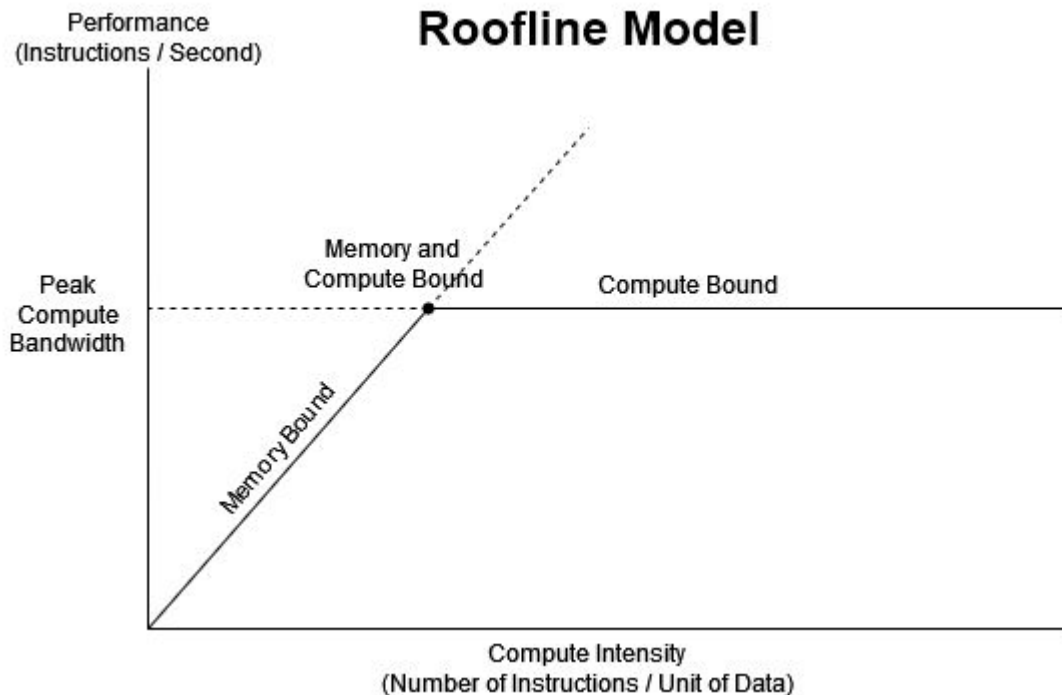 Roofline Model
Performance
(Instructions / Second)
Memory and
Compute Bound
Compute Bound
Peak
Compute
Bandwidth
Memory Bound
Compute Intensity
(Number of Instructions / Unit of Data)